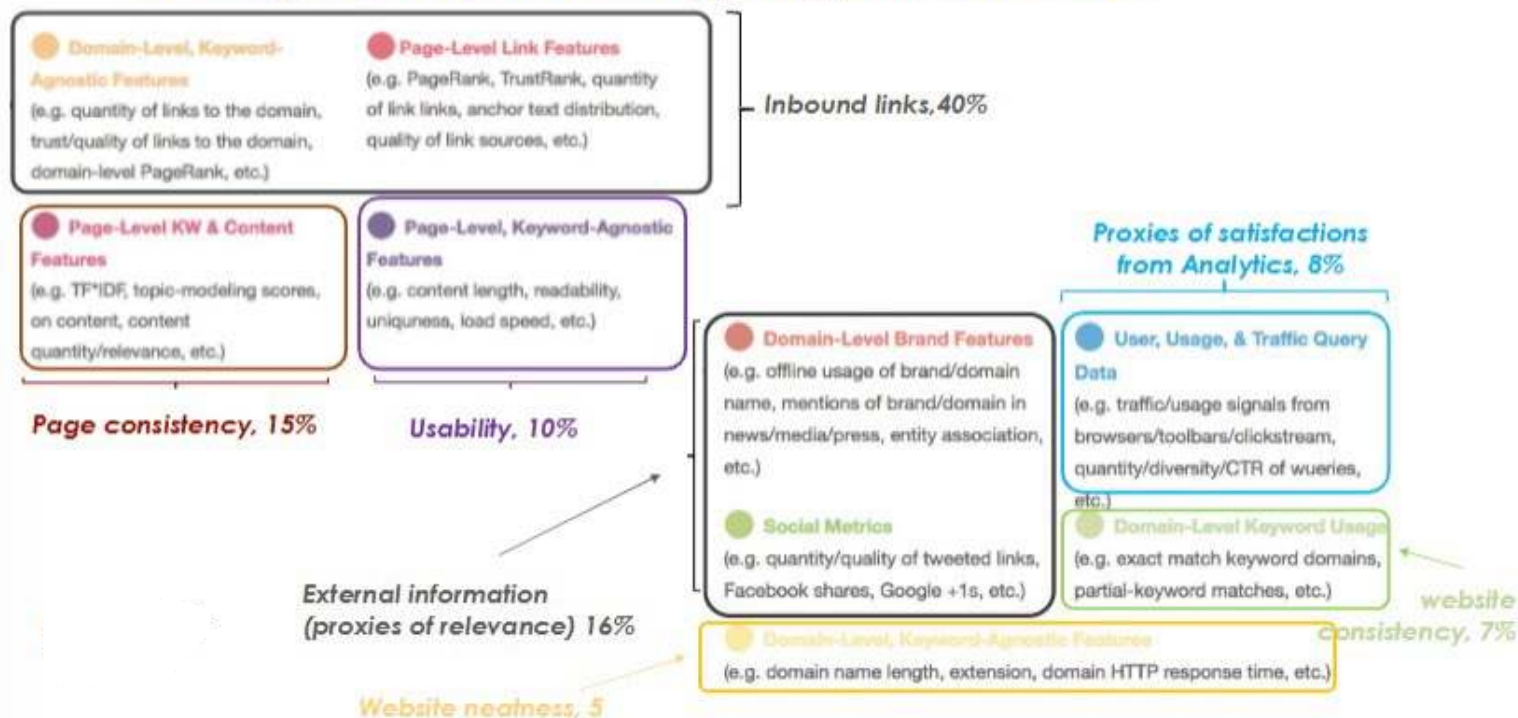 Domain-Level, Keyword-
Agnostic Features
(e.g. quantity of links to the domain,
trust/quality of links to the domain,
domain-level PageRank, etc.)
Page-Level Link Features
(e.g. PageRank, TrustRank, quantity
of link links, anchor text distribution,
quality of link sources, etc.)
Inbound links,40%
Page-Level KW & Content
Features
(e.g. TF*IDF, topic-modeling scores,
on content, content
quantity/relevance, etc.)
Page consistency, 15%
Page-Level, Keyword-Agnostic
Features
(e.g. content length, readability,
uniquness, load speed, etc.)
Usability, 10%
Proxies of satisfactions
from Analytics, 8%
Domain-Level Brand Features
(e.g. offline usage of brand/domain
name, mentions of brand/domain in
news/media/press, entity association,
etc.)
User, Usage, & Traffic Query
Data
(e.g. traffic/usage signals from
browsers/toolbars/clickstream,
quantity/diversity/CTR of wueries,
etc.)
Social Metrics
(e.g. quantity/quality of tweeted links,
Facebook shares, Google +1s, etc.)
Domain-Level Keyword Usage
(e.g. exact match keyword domains,
partial-keyword matches, etc.)
website
consistency, 7%
External information
(proxies of relevance) 16%
Domain-Level, Keyword-Agnostic Features
(e.g. domain name length, extension, domain HTTP response time, etc.)
Website neatness, 5